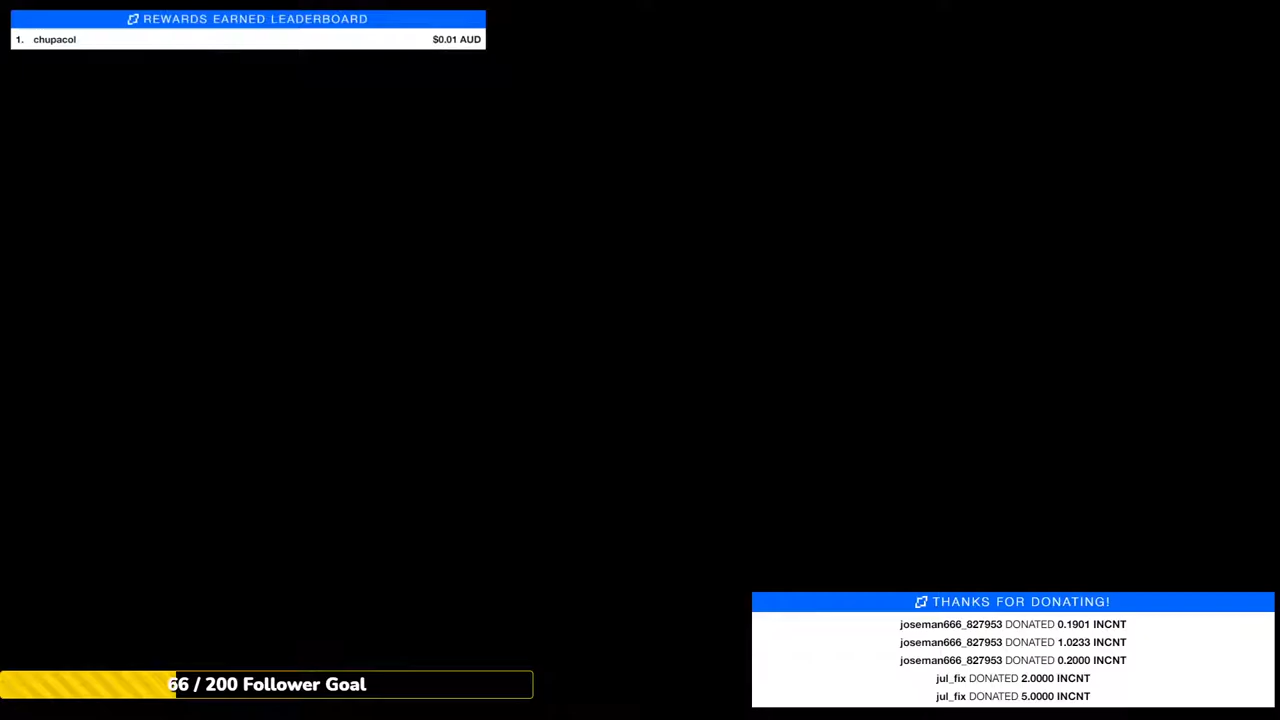 REWARDS EARNED LEADERBOARD
1. chupacol $0.01 AUD
THANKS FOR DONATING!
joseman666_827953 DONATED 0.1901 INCNT
joseman666_827953 DONATED 1.0233 INCNT
joseman666_827953 DONATED 0.2000 INCNT
jul_fix DONATED 2.0000 INCNT
jul_fix DONATED 5.0000 INCNT
66 / 200 Follower Goal